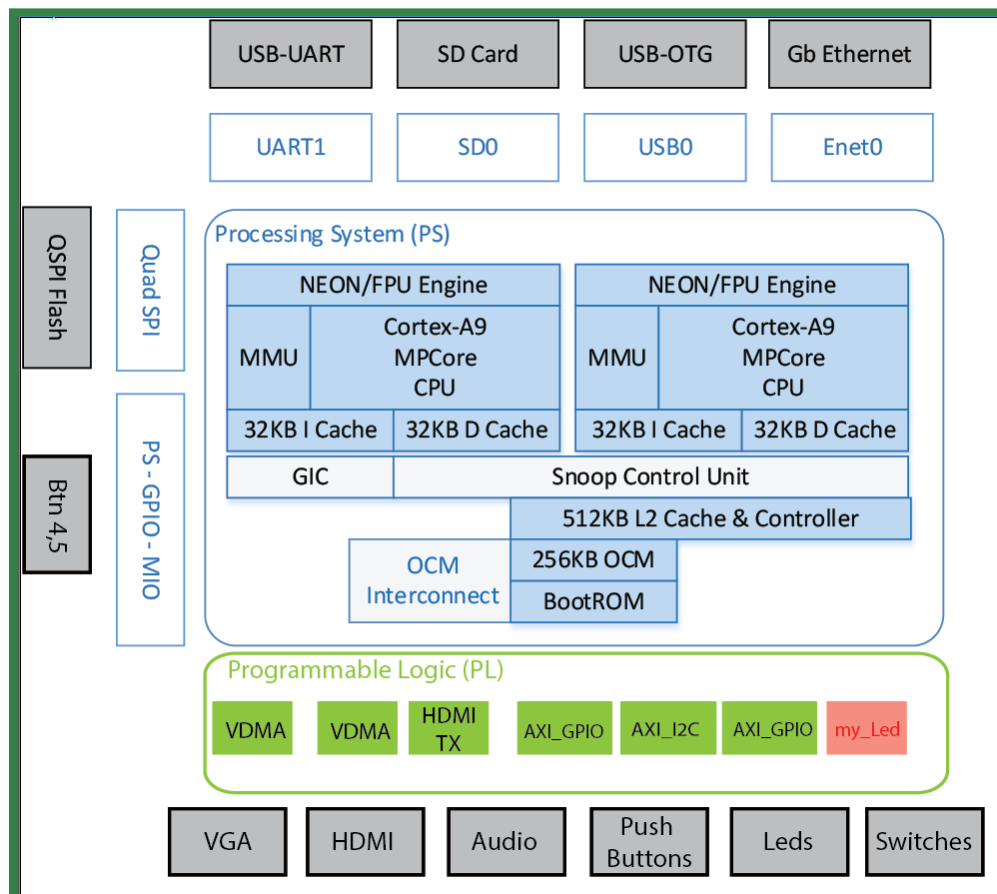 USB-UART
SD Card
USB-OTG
Gb Ethernet
UART1
SD0
USB0
Enet0
QSPI Flash
Quad SPI
Btn 4,5
PS - GPIO - MIO
Processing System (PS)
NEON/FPU Engine
MMU
Cortex-A9
MPCore
CPU
32KB I Cache
32KB D Cache
NEON/FPU Engine
MMU
Cortex-A9
MPCore
CPU
32KB I Cache
32KB D Cache
GIC
Snoop Control Unit
512KB L2 Cache & Controller
OCM
Interconnect
256KB OCM
BootROM
Programmable Logic (PL)
VDMA
VDMA
HDMI
TX
AXI_GPIO
AXI_I2C
AXI_GPIO
my_Led
VGA
HDMI
Audio
Push
Buttons
Leds
Switches